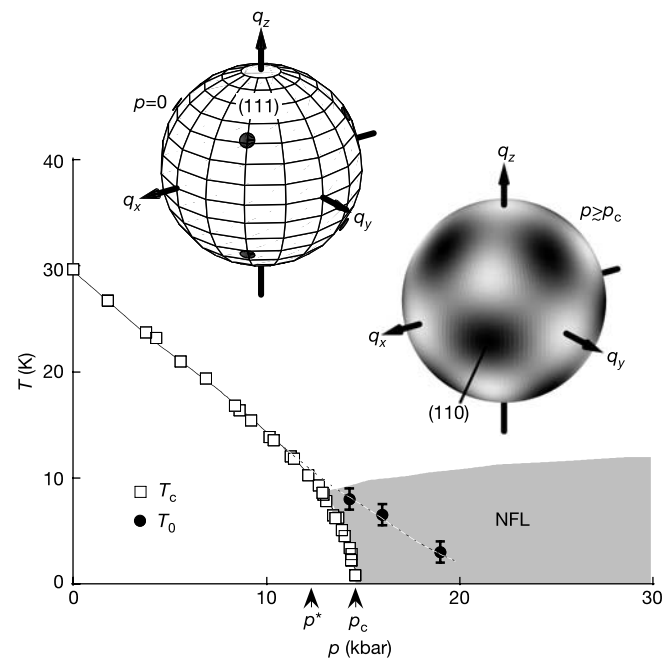 q_z
p=0
(111)
q_x
q_y
q_z
p≳p_c
q_x
q_y
(110)
T (K)
40
30
20
10
0
T_c
T_0
NFL
0
10
20
30
p*
p_c
p (kbar)